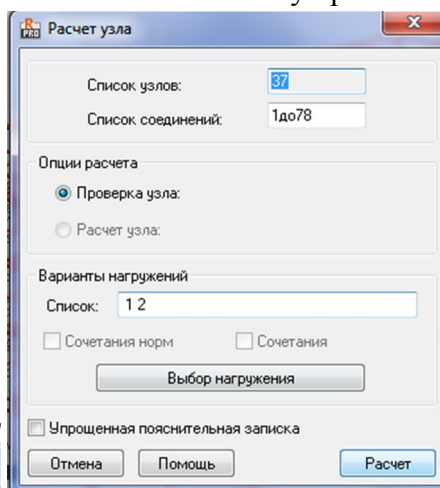 Расчет узла
Список узлов: 37
Список соединений: 1до78
Опции расчета
Проверка узла:
Расчет узла:
Варианты нагружений
Список: 1 2
Сочетания норм Сочетания
Выбор нагружения
Упрощенная пояснительная записка
Отмена Помощь Расчет